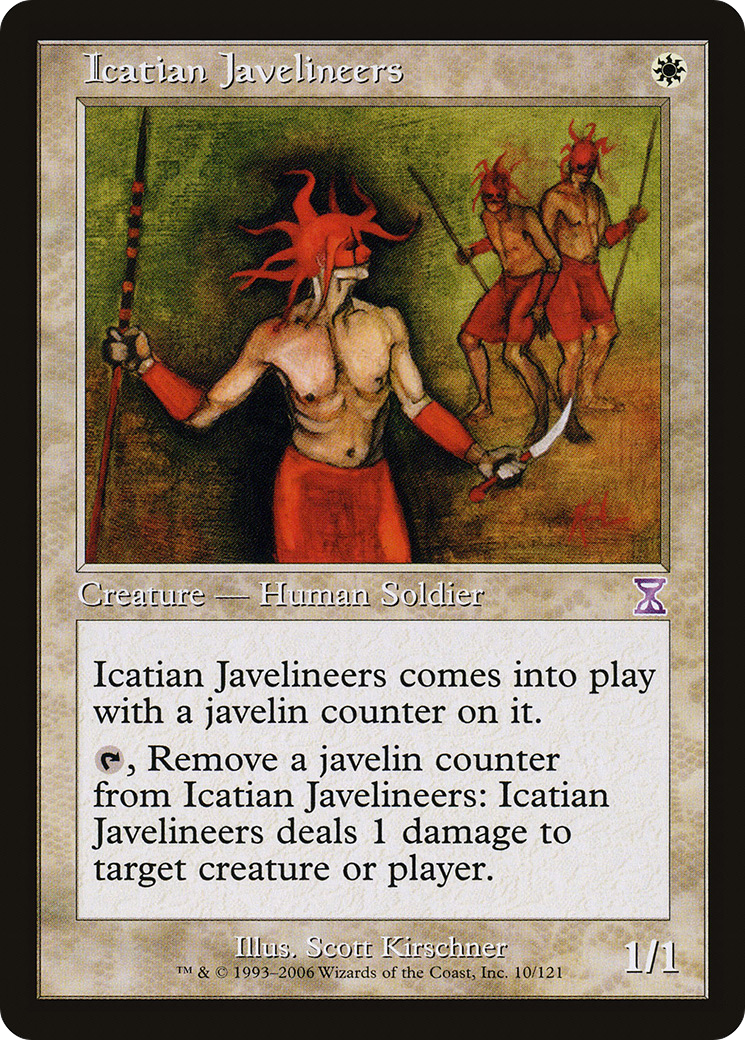 Icatian Javelineers
Creature — Human Soldier
Icatian Javelineers comes into play
with a javelin counter on it.
, Remove a javelin counter
from Icatian Javelineers: Icatian
Javelineers deals 1 damage to
target creature or player.
Illus. Scott Kirschner
™ & © 1993–2006 Wizards of the Coast, Inc. 10/121
1/1